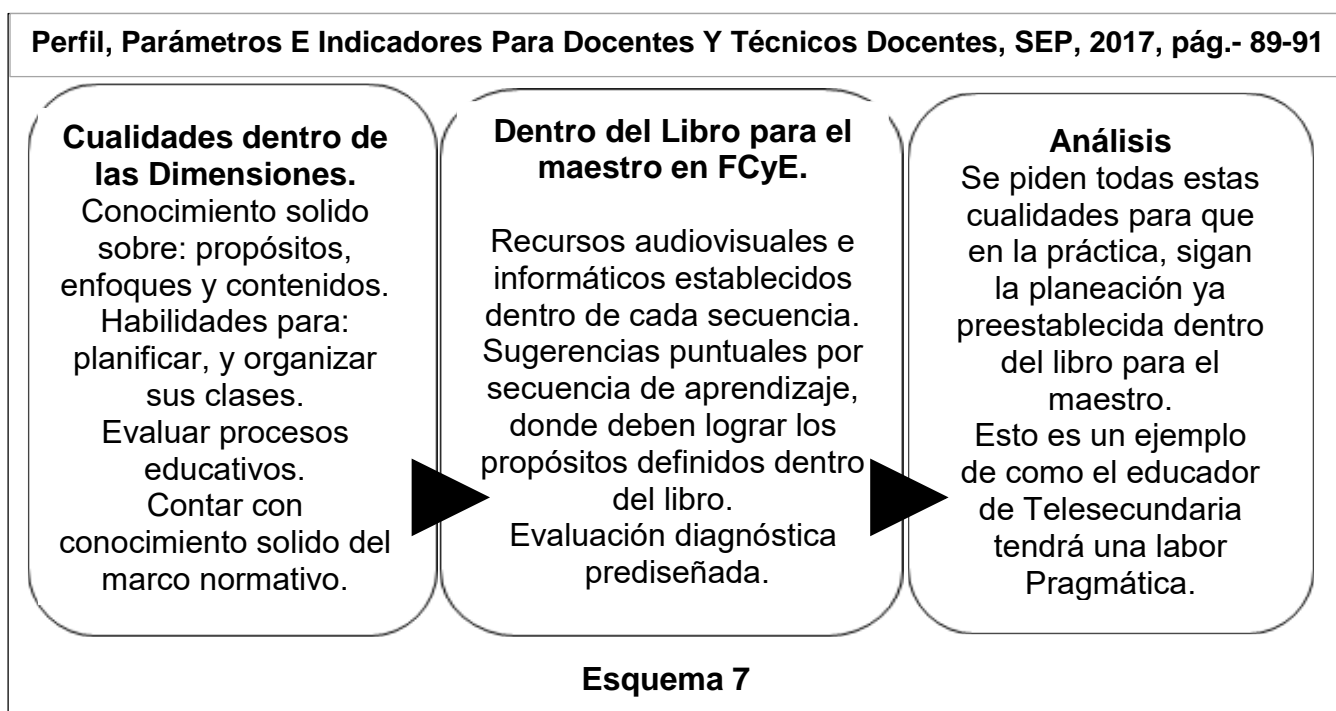 Perfil, Parámetros E Indicadores Para Docentes Y Técnicos Docentes, SEP, 2017, pág.- 89-91
Cualidades dentro de
las Dimensiones.
Conocimiento solido
sobre: propósitos,
enfoques y contenidos.
Habilidades para:
planificar, y organizar
sus clases.
Evaluar procesos
educativos.
Contar con
conocimiento solido del
marco normativo.
Dentro del Libro para el
maestro en FCyE.
Recursos audiovisuales e
informáticos establecidos
dentro de cada secuencia.
Sugerencias puntuales por
secuencia de aprendizaje,
donde deben lograr los
propósitos definidos dentro
del libro.
Evaluación diagnóstica
prediseñada.
Análisis
Se piden todas estas
cualidades para que
en la práctica, sigan
la planeación ya
preestablecida dentro
del libro para el
maestro.
Esto es un ejemplo
de como el educador
de Telesecundaria
tendrá una labor
Pragmática.
Esquema 7